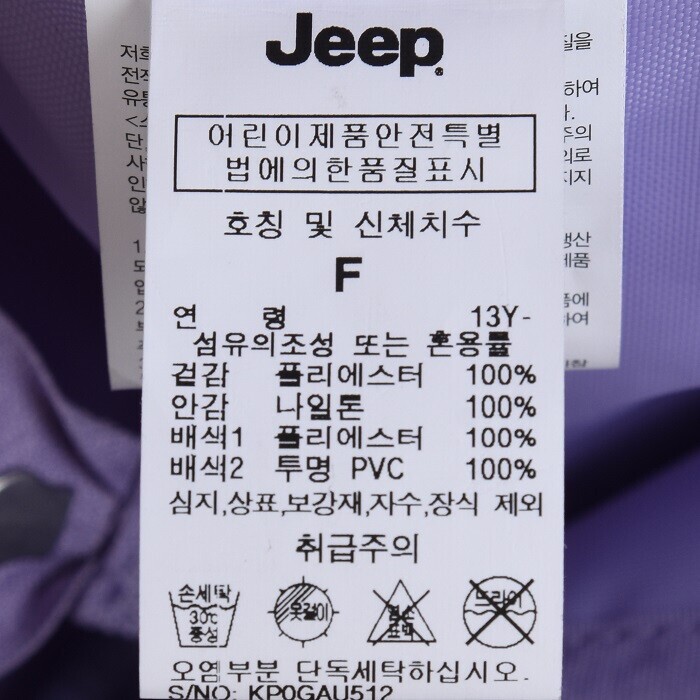 Jeep
어린이제품안전특별
법에의한품질표시
호칭 및 신체치수
F
연 령 13Y-
섬유의조성 또는 혼용률
겉감 폴리에스터 100%
안감 나일론 100%
배색1 폴리에스터 100%
배색2 투명 PVC 100%
심지,상표,보강재,자수,장식 제외
취급주의
손세탁
30℃
중성
옷걸이
염소
표백
드라이
오염부분 단독세탁하십시오.
S/NO: KP0GAU512